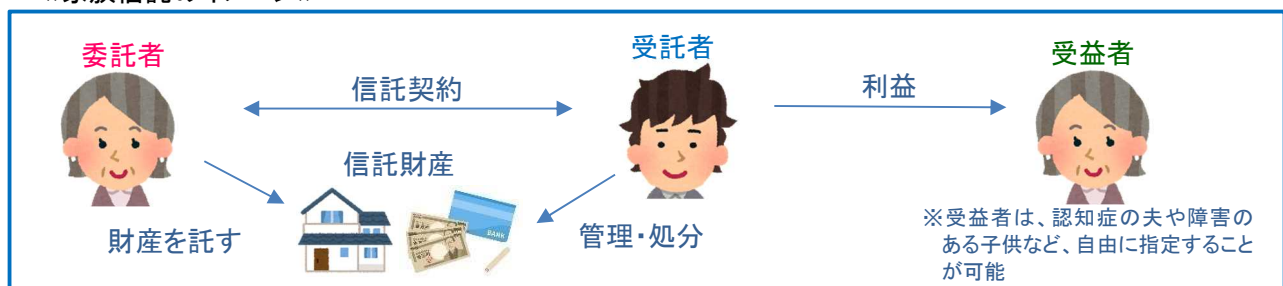 委託者
受託者
受益者
信託契約
利益
信託財産
財産を託す
管理・処分
BANK
※受益者は、認知症の夫や障害の
ある子供など、自由に指定すること
が可能